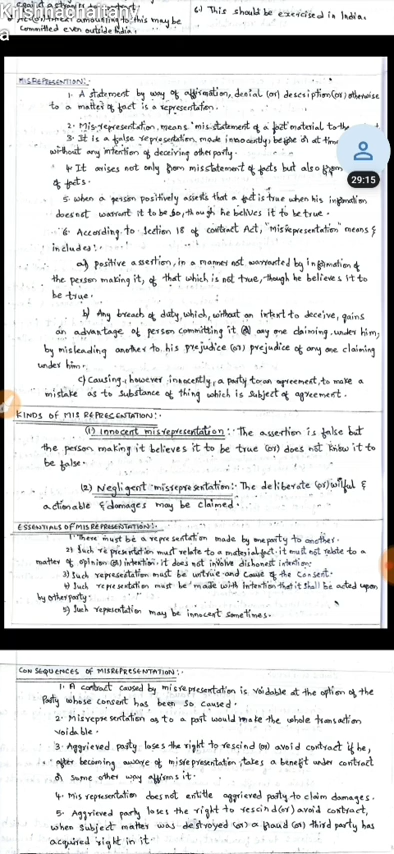 6.) This should be exercised in India.
amounting to this may be
committed even outside India.
Krishnachaitany
a
MISREPRESENTATION:-
1. A statement by way of affirmation, denial (or) description (or) otherwise
to a matter of fact is a representation.
2. Mis-representation, means "mis-statement of a fact material to the
3. It is a false representation, made innocently; before or at time
without any intention of deceiving other party.
4. It arises not only from misstatement of facts but also from
of facts.
29:15
5. When a person positively asserts that a fact is true when his information
doesnot warrant it to be so, though he belives it to be true.
6. According to Section 18 of Contract Act, "Misrepresentation" means &
includes:-
a) positive assertion, in a manner not warranted by information of
the person making it, of that which is not true, though he believes it to
be true.
b) Any breach of duty, which, without an intent to deceive, gains
an advantage of person committing it (or) any one claiming under him;
by misleading another to his prejudice (or) prejudice of any one claiming
under him.
c) Causing, however innocently, a party to an agreement, to make a
mistake as to substance of thing which is subject of agreement.
KINDS OF MIS REPRESENTATION:-
(1) Innocent misrepresentation:- The assertion is false but
the person making it believes it to be true (or) does not know it to
be false.
(2) Negligent misrepresentation:- The deliberate (or) wilful &
actionable & damages may be claimed.
ESSENTIALS OF MISREPRESENTATION:-
1) There must be a representation made by one party to another.
2) Such representation must relate to a material fact. it must not relate to a
matter of opinion (or) intention. It does not involve dishonest intention.
3) Such representation must be untrue and cause of the consent.
4) Such representation must be made with intention that it shall be acted upon
by other party.
5) Such representation may be innocent sometimes.
CONSEQUENCES OF MISREPRESENTATION:-
1. A contract caused by misrepresentation is voidable at the option of the
Party whose consent has been so caused.
2. Misrepresentation as to a part would make the whole transaction
voidable.
3. Aggrieved party loses the right to rescind (or) avoid contract if he,
after becoming aware of misrepresentation, takes a benefit under contract
or some other way affirms it.
4. Mis representation does not entitle aggrieved party to claim damages.
5. Aggrieved party loses the right to rescind (or) avoid contract,
when subject matter was destroyed (or) a fraud (or) third party has
acquired right in it.